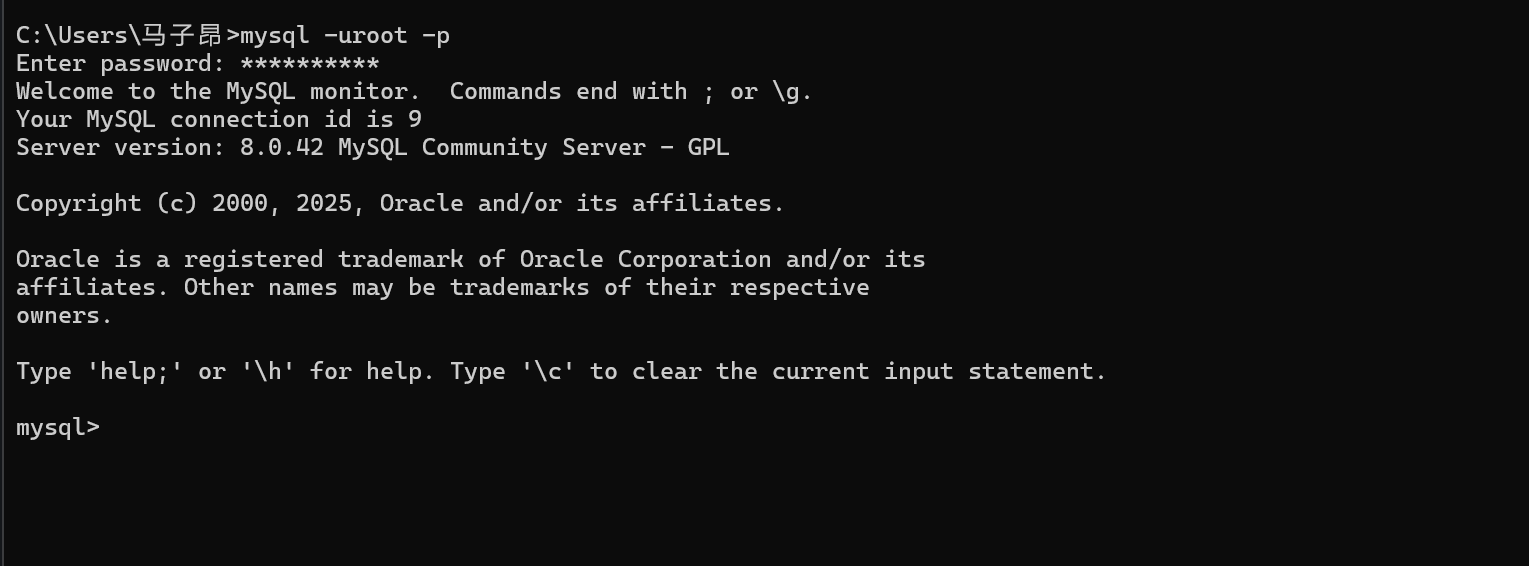 C:\Users\马子昂>mysql -uroot -p
Enter password: **********
Welcome to the MySQL monitor.  Commands end with ; or \g.
Your MySQL connection id is 9
Server version: 8.0.42 MySQL Community Server - GPL
Copyright (c) 2000, 2025, Oracle and/or its affiliates.
Oracle is a registered trademark of Oracle Corporation and/or its
affiliates. Other names may be trademarks of their respective
owners.
Type 'help;' or '\h' for help. Type '\c' to clear the current input statement.
mysql>